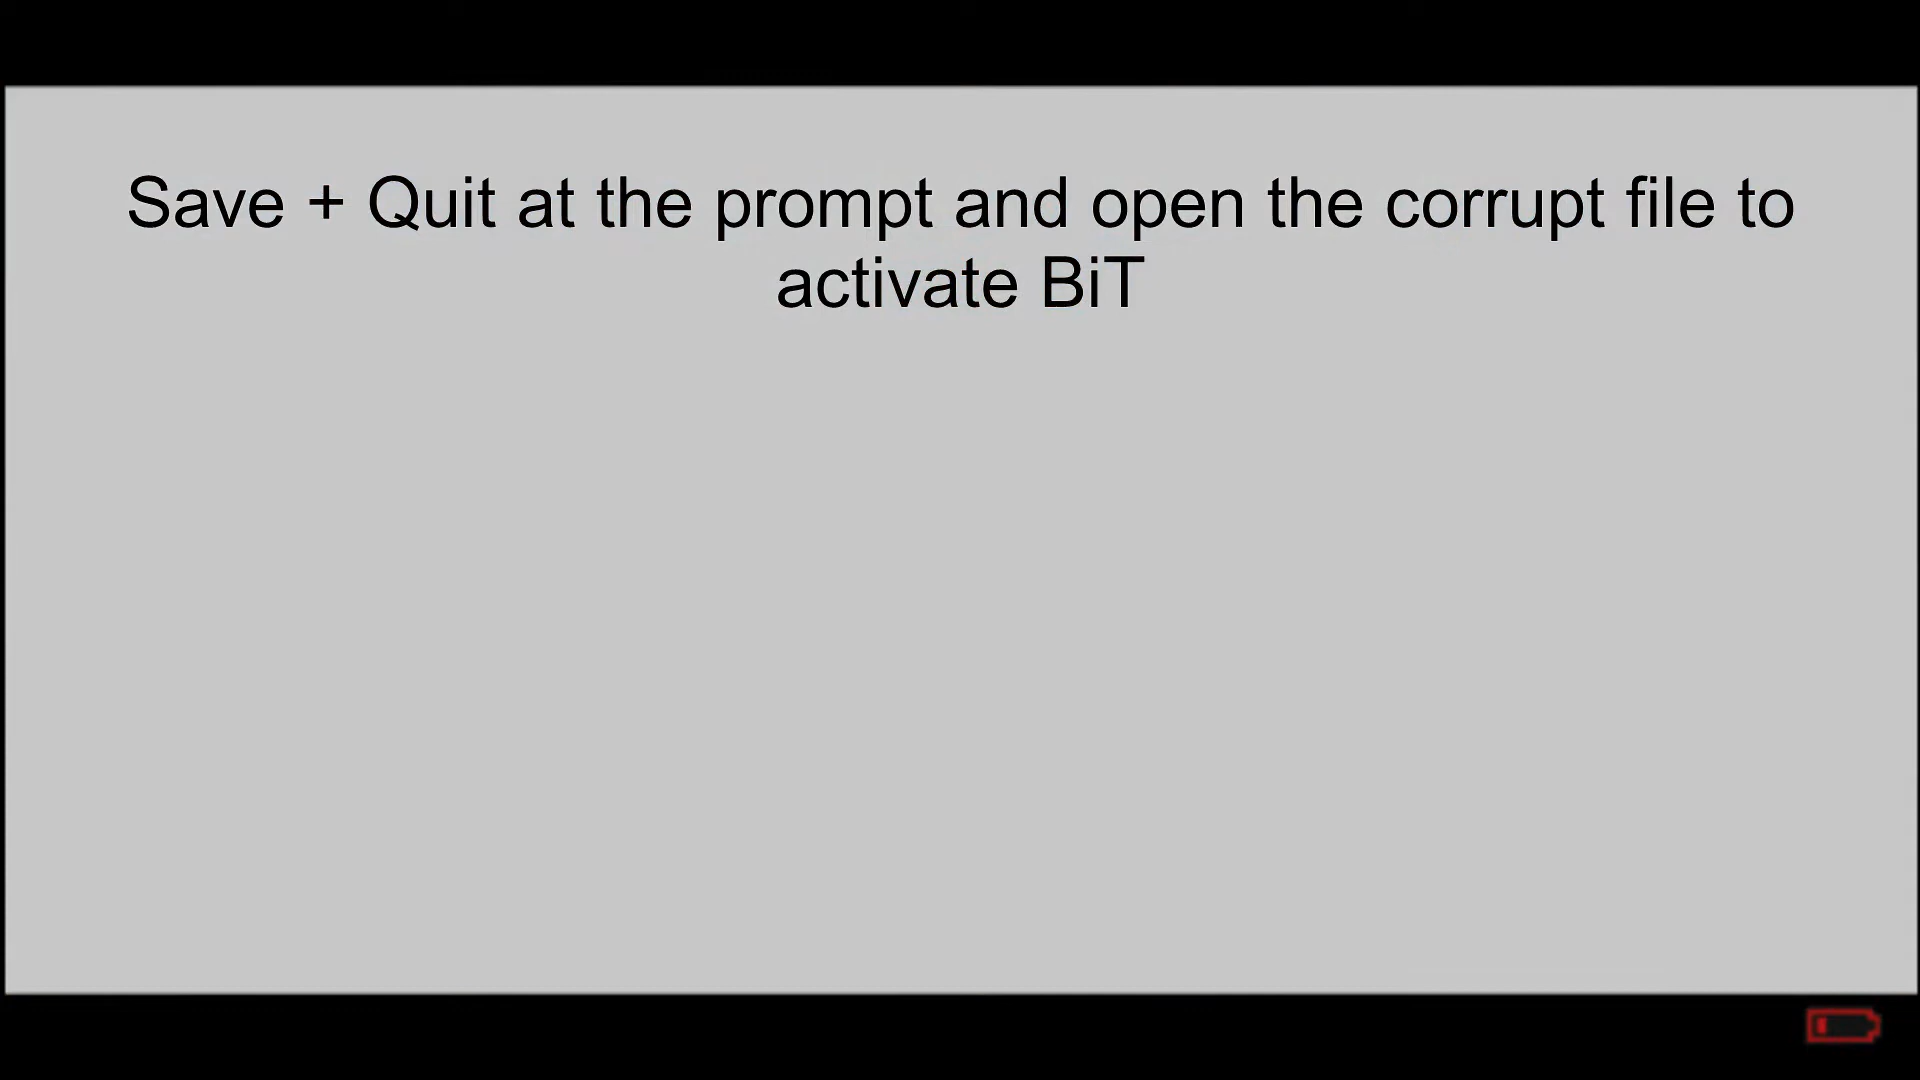 Save + Quit at the prompt and open the corrupt file to
activate BiT